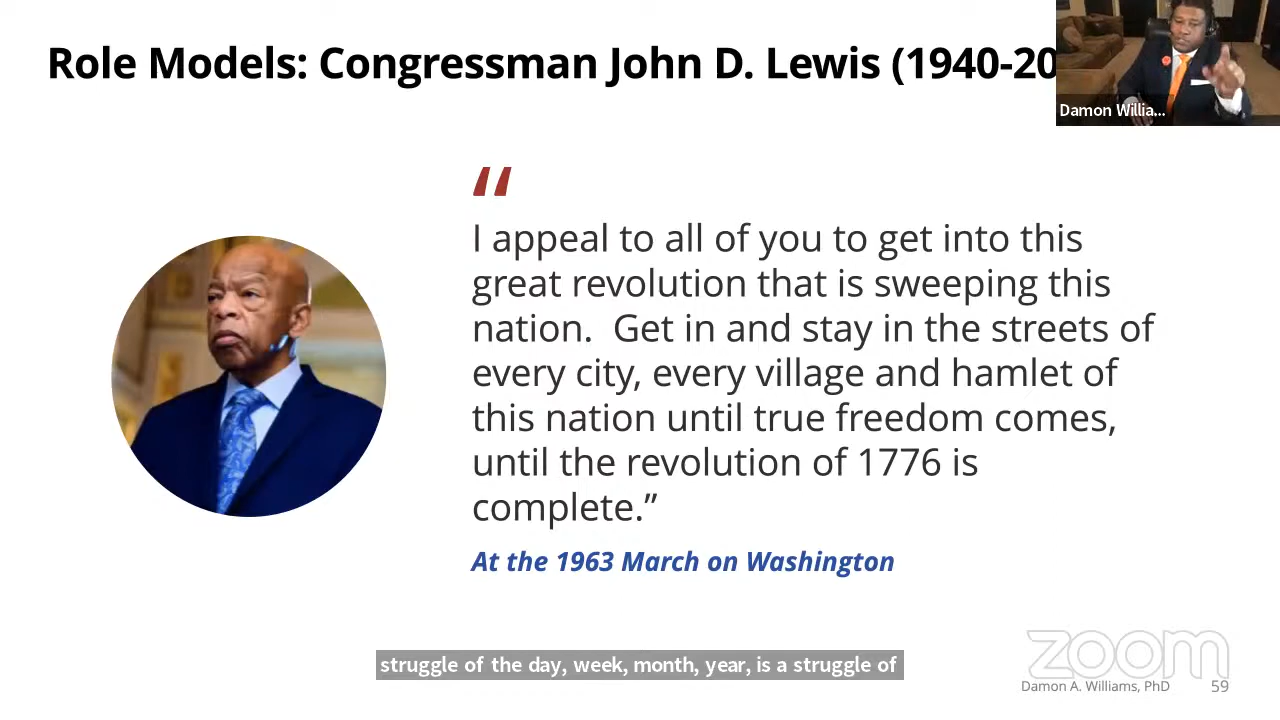 Role Models: Congressman John D. Lewis (1940-20
Damon Willia...
“
I appeal to all of you to get into this
great revolution that is sweeping this
nation.  Get in and stay in the streets of
every city, every village and hamlet of
this nation until true freedom comes,
until the revolution of 1776 is
complete.”
At the 1963 March on Washington
struggle of the day, week, month, year, is a struggle of
zoom
Damon A. Williams, PhD 59